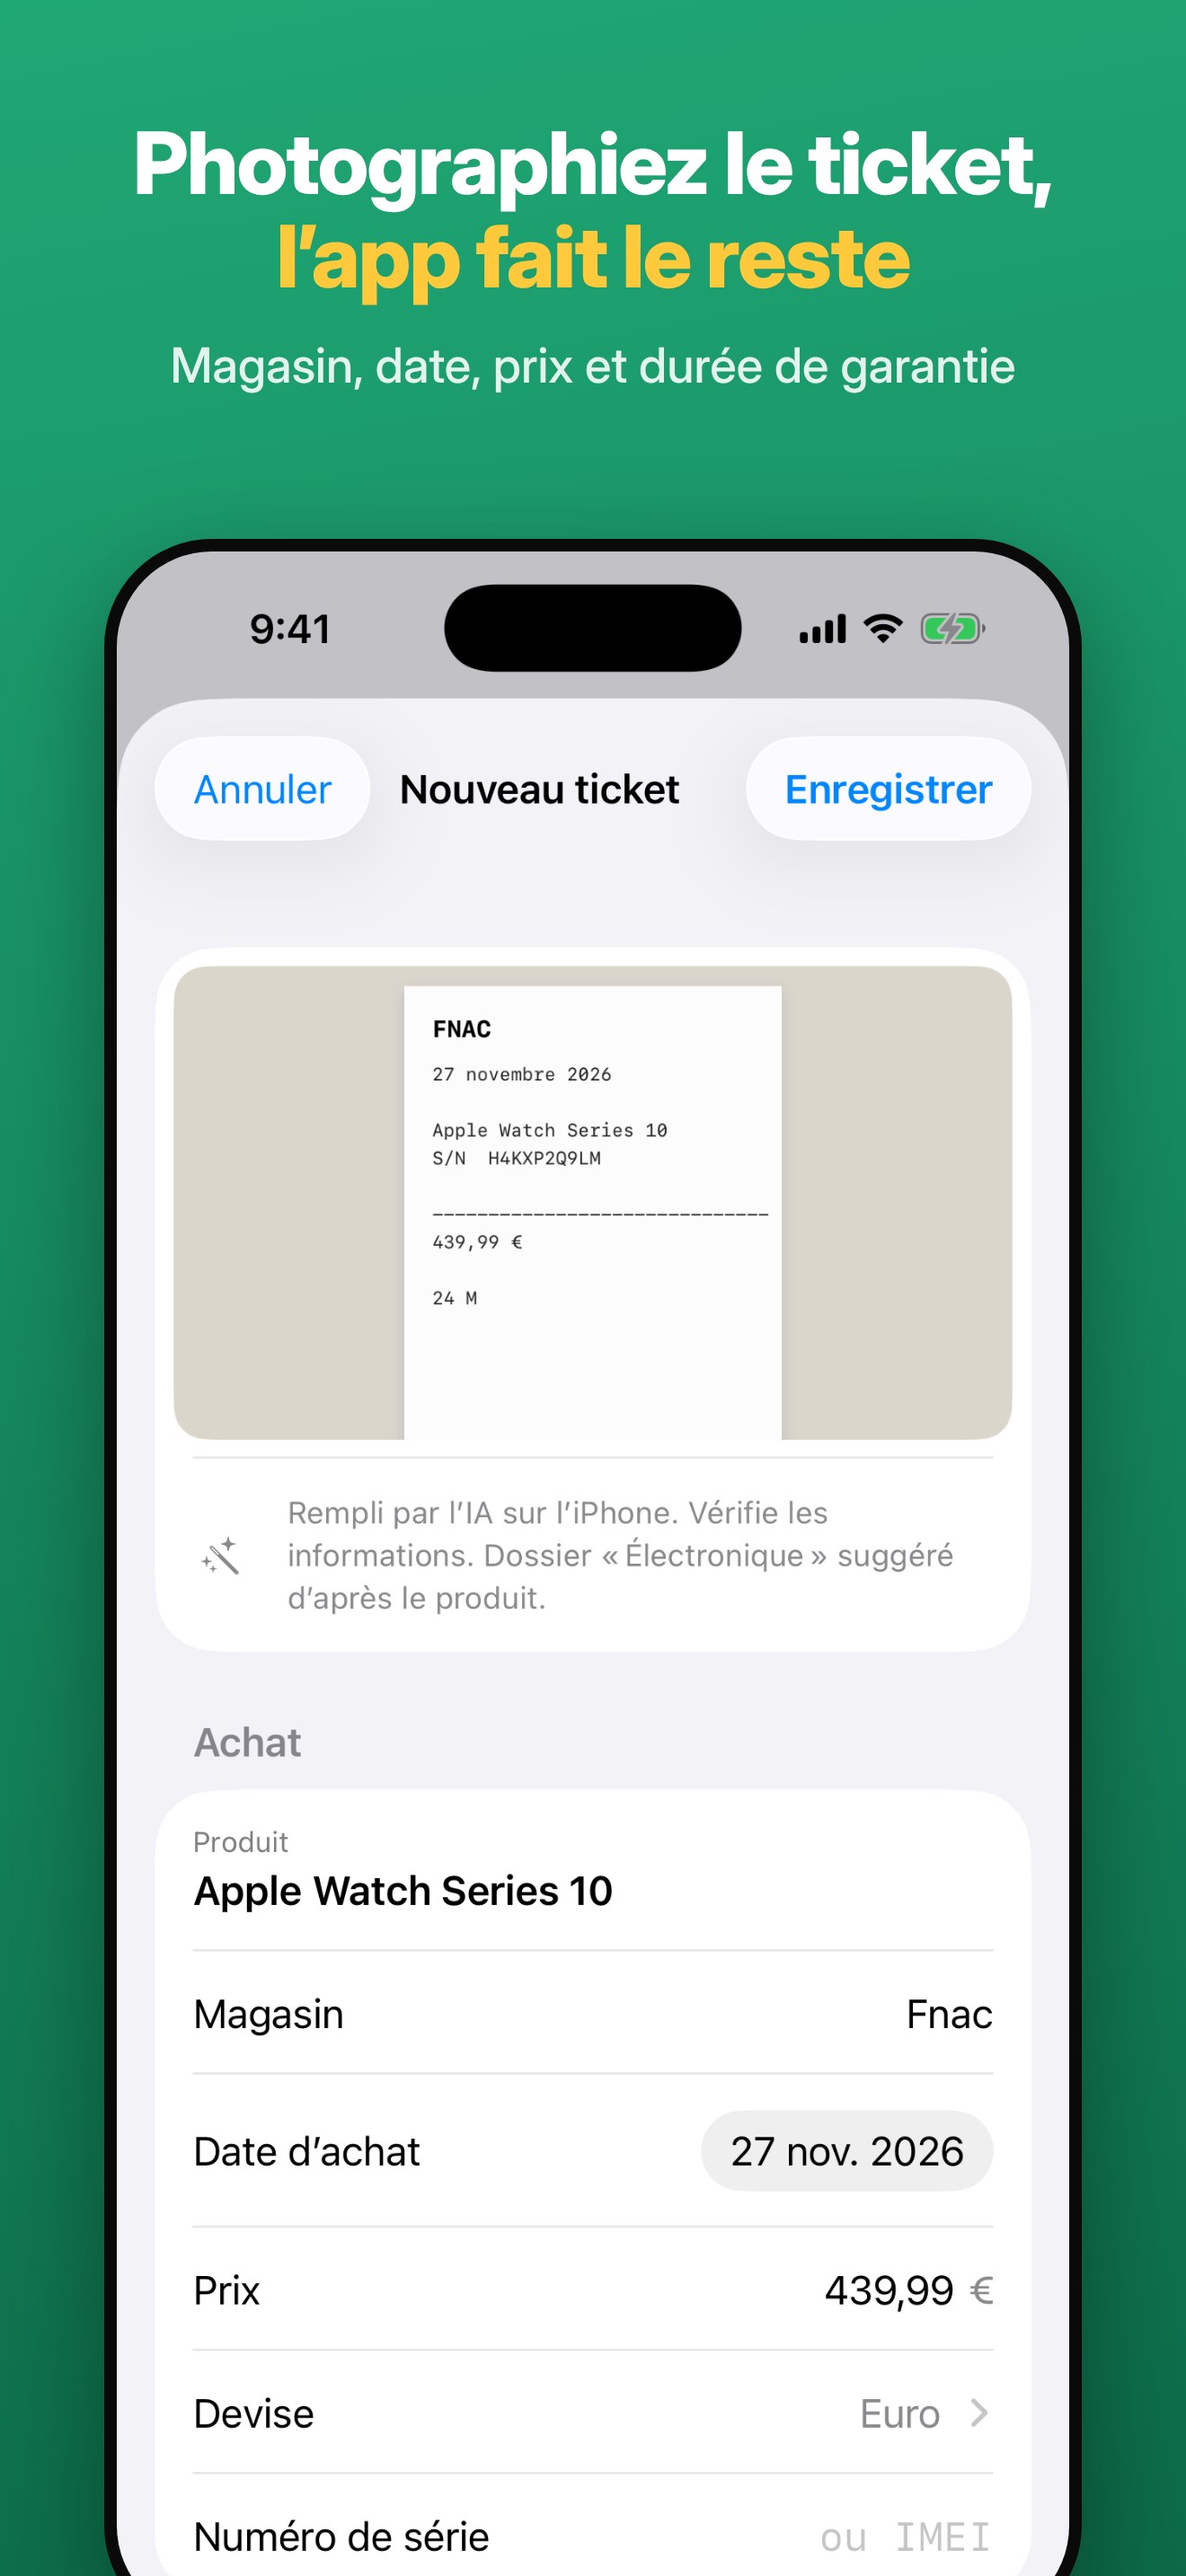 Photographiez le ticket,
l’app fait le reste
Magasin, date, prix et durée de garantie
9:41
Annuler
Nouveau ticket
Enregistrer
FNAC
27 novembre 2026
Apple Watch Series 10
S/N H4KXP2Q9LM
------------------------------
439,99 €
24 M
Rempli par l’IA sur l’iPhone. Vérifie les
informations. Dossier « Électronique » suggéré
d’après le produit.
Achat
Produit
Apple Watch Series 10
Magasin Fnac
Date d’achat 27 nov. 2026
Prix 439,99 €
Devise Euro
Numéro de série ou IMEI